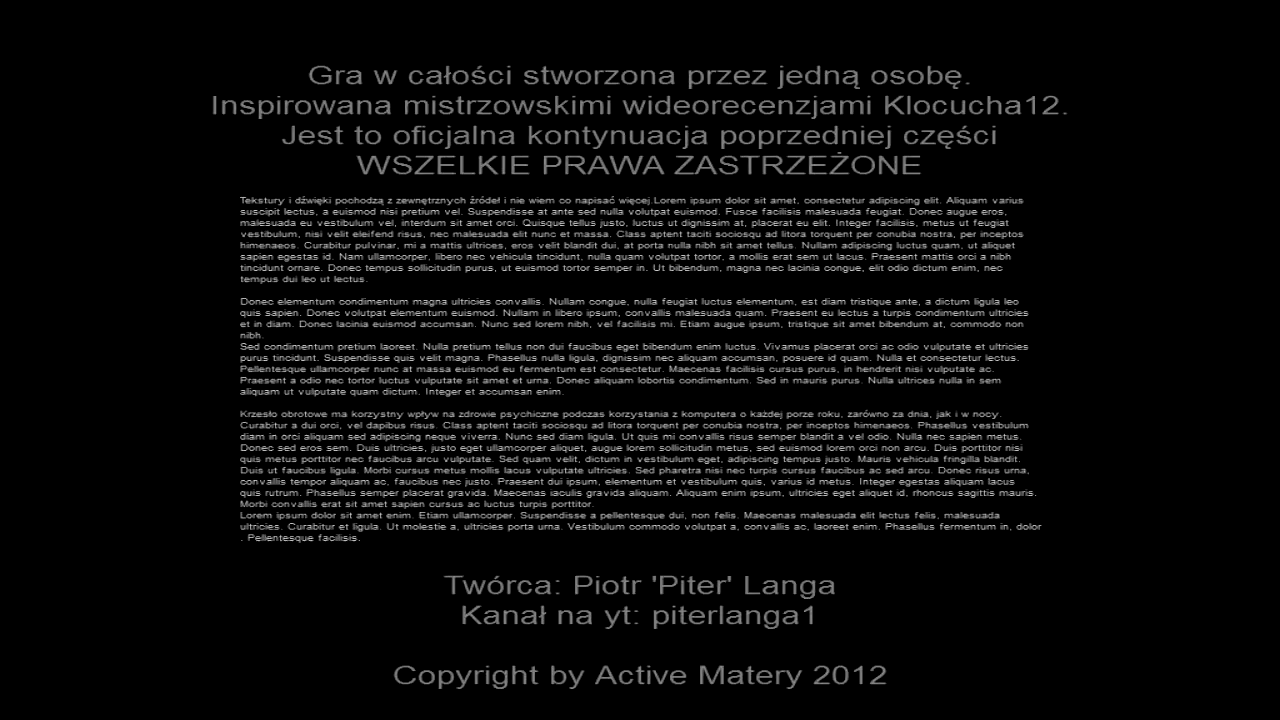 Gra w całości stworzona przez jedną osobę.
Inspirowana mistrzowskimi wideorecenzjami Klocucha12.
Jest to oficjalna kontynuacja poprzedniej części
WSZELKIE PRAWA ZASTRZEŻONE
Tekstury i dźwięki pochodzą z zewnętrznych źródeł i nie wiem co napisać więcej Lorem ipsum dolor sit amet, consectetur adipiscing elit. Aliquam varius
suscipit lectus, a euismod nisi pretium vel. Suspendisse at ante sed nulla volutpat euismod. Fusce facilisis malesuada feugiat. Donec augue eros,
malesuada eu vestibulum vel, interdum sit amet orci. Quisque tellus justo, luctus ut dignissim at, placerat eu elit. Integer facilisis, metus ut feugiat
vestibulum, nisi velit eleifend risus, nec malesuada elit nunc et massa. Class aptent taciti sociosqu ad litora torquent per conubia nostra, per inceptos
himenaeos. Curabitur pulvinar, mi a mattis ultrices, eros velit blandit dui, at porta nulla nibh sit amet tellus. Nullam adipiscing luctus quam, ut aliquet
sapien egestas id. Nam ullamcorper, libero nec vehicula tincidunt, nulla quam volutpat tortor, a mollis erat sem ut lacus. Praesent mattis orci a nibh
tincidunt ornare. Donec tempus sollicitudin purus, ut euismod tortor semper in. Ut bibendum, magna nec lacinia congue, elit odio dictum enim, nec
tempus dui leo ut lectus.
Donec elementum condimentum magna ultricies convallis. Nullam congue, nulla feugiat luctus elementum, est diam tristique ante, a dictum ligula leo
quis sapien. Donec volutpat elementum euismod. Nullam in libero ipsum, convallis malesuada quam. Praesent eu lectus a turpis condimentum ultricies
et in diam. Donec lacinia euismod accumsan. Nunc sed lorem nibh, vel facilisis mi. Etiam augue ipsum, tristique sit amet bibendum at, commodo non
nibh.
Sed condimentum pretium laoreet. Nulla pretium tellus non dui faucibus eget bibendum enim luctus. Vivamus placerat orci ac odio vulputate et ultricies
purus tincidunt. Suspendisse quis velit magna. Phasellus nulla ligula, dignissim nec aliquam accumsan, posuere id quam. Nulla et consectetur lectus.
Pellentesque ullamcorper nunc at massa euismod eu fermentum est consectetur. Maecenas facilisis cursus purus, in hendrerit nisi vulputate ac.
Praesent a odio nec tortor luctus vulputate sit amet et urna. Donec aliquam lobortis condimentum. Sed in mauris purus. Nulla ultrices nulla in sem
aliquam ut vulputate quam dictum. Integer et accumsan enim.
Krzesło obrotowe ma korzystny wpływ na zdrowie psychiczne podczas korzystania z komputera o każdej porze roku, zarówno za dnia, jak i w nocy.
Curabitur a dui orci, vel dapibus risus. Class aptent taciti sociosqu ad litora torquent per conubia nostra, per inceptos himenaeos. Phasellus vestibulum
diam in orci aliquam sed adipiscing neque viverra. Nunc sed diam ligula. Ut quis mi convallis risus semper blandit a vel odio. Nulla nec sapien metus.
Donec sed eros sem. Duis ultricies, justo eget ullamcorper aliquet, augue lorem sollicitudin metus, sed euismod lorem orci non arcu. Duis porttitor nisi
quis metus porttitor nec faucibus arcu vulputate. Sed quam velit, dictum in vestibulum eget, adipiscing tempus justo. Mauris vehicula fringilla blandit.
Duis ut faucibus ligula. Morbi cursus metus mollis lacus vulputate ultricies. Sed pharetra nisi nec turpis cursus faucibus ac sed arcu. Donec risus urna,
convallis tempor aliquam ac, faucibus nec justo. Praesent dui ipsum, elementum et vestibulum quis, varius id metus. Integer egestas aliquam lacus
quis rutrum. Phasellus semper placerat gravida. Maecenas iaculis gravida aliquam. Aliquam enim ipsum, ultricies eget aliquet id, rhoncus sagittis mauris.
Morbi convallis erat sit amet sapien cursus ac luctus turpis porttitor.
Lorem ipsum dolor sit amet enim. Etiam ullamcorper. Suspendisse a pellentesque dui, non felis. Maecenas malesuada elit lectus felis, malesuada
ultricies. Curabitur et ligula. Ut molestie a, ultricies porta urna. Vestibulum commodo volutpat a, convallis ac, laoreet enim. Phasellus fermentum in, dolor
. Pellentesque facilisis.
Twórca: Piotr 'Piter' Langa
Kanał na yt: piterlanga1
Copyright by Active Matery 2012